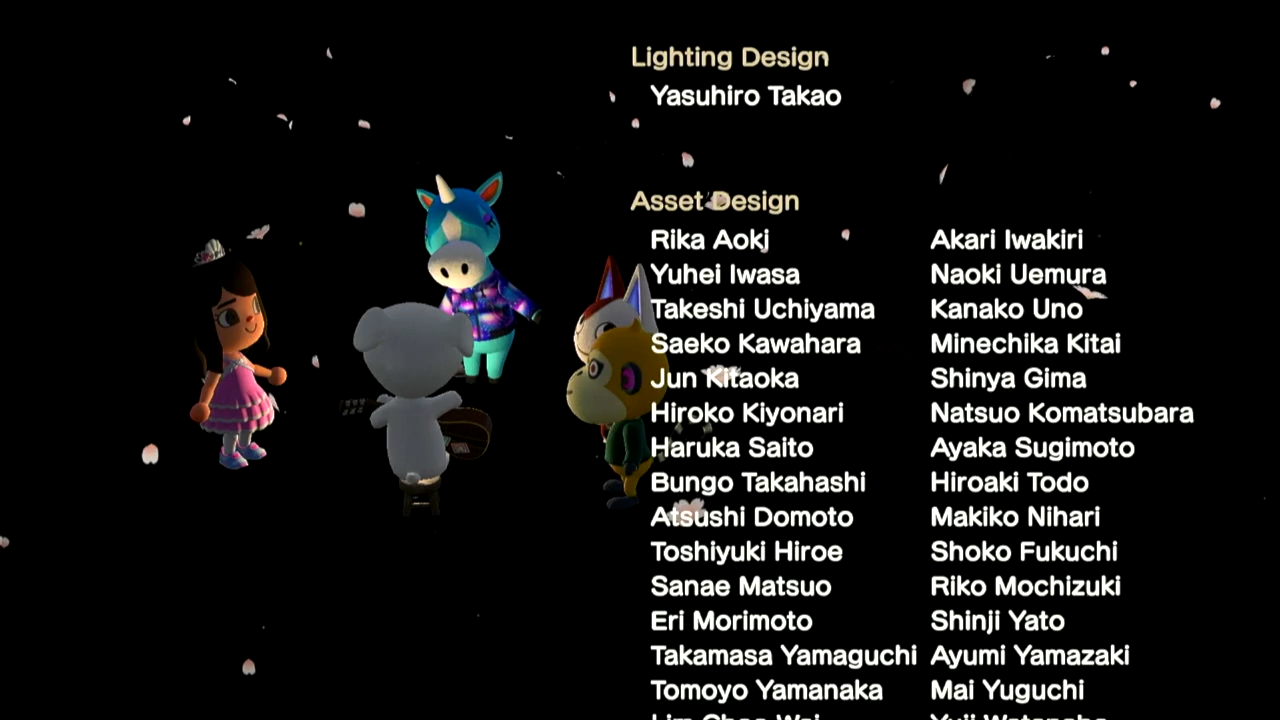 Lighting Design
Yasuhiro Takao
Asset Design
Rika Aoki Akari Iwakiri
Yuhei Iwasa Naoki Uemura
Takeshi Uchiyama Kanako Uno
Saeko Kawahara Minechika Kitai
Jun Kitaoka Shinya Gima
Hiroko Kiyonari Natsuo Komatsubara
Haruka Saito Ayaka Sugimoto
Bungo Takahashi Hiroaki Todo
Atsushi Domoto Makiko Nihari
Toshiyuki Hiroe Shoko Fukuchi
Sanae Matsuo Riko Mochizuki
Eri Morimoto Shinji Yato
Takamasa Yamaguchi Ayumi Yamazaki
Tomoyo Yamanaka Mai Yuguchi